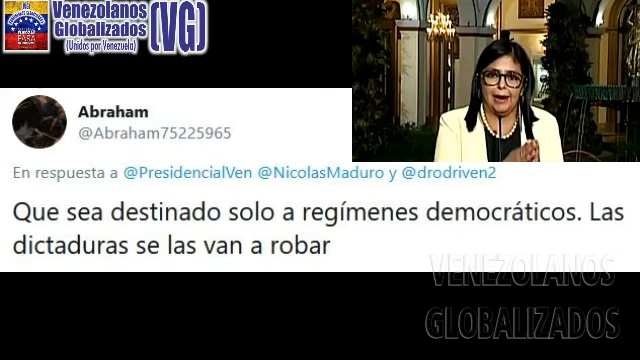 Venezolanos
Globalizados
(Unidos por Venezuela)
(VG)
Abraham
@Abraham75225965
En respuesta a @PresidencialVen @NicolasMaduro y @drodriven2
Que sea destinado solo a regímenes democráticos. Las
dictaduras se las van a robar
VENEZOLANOS
GLOBALIZADOS